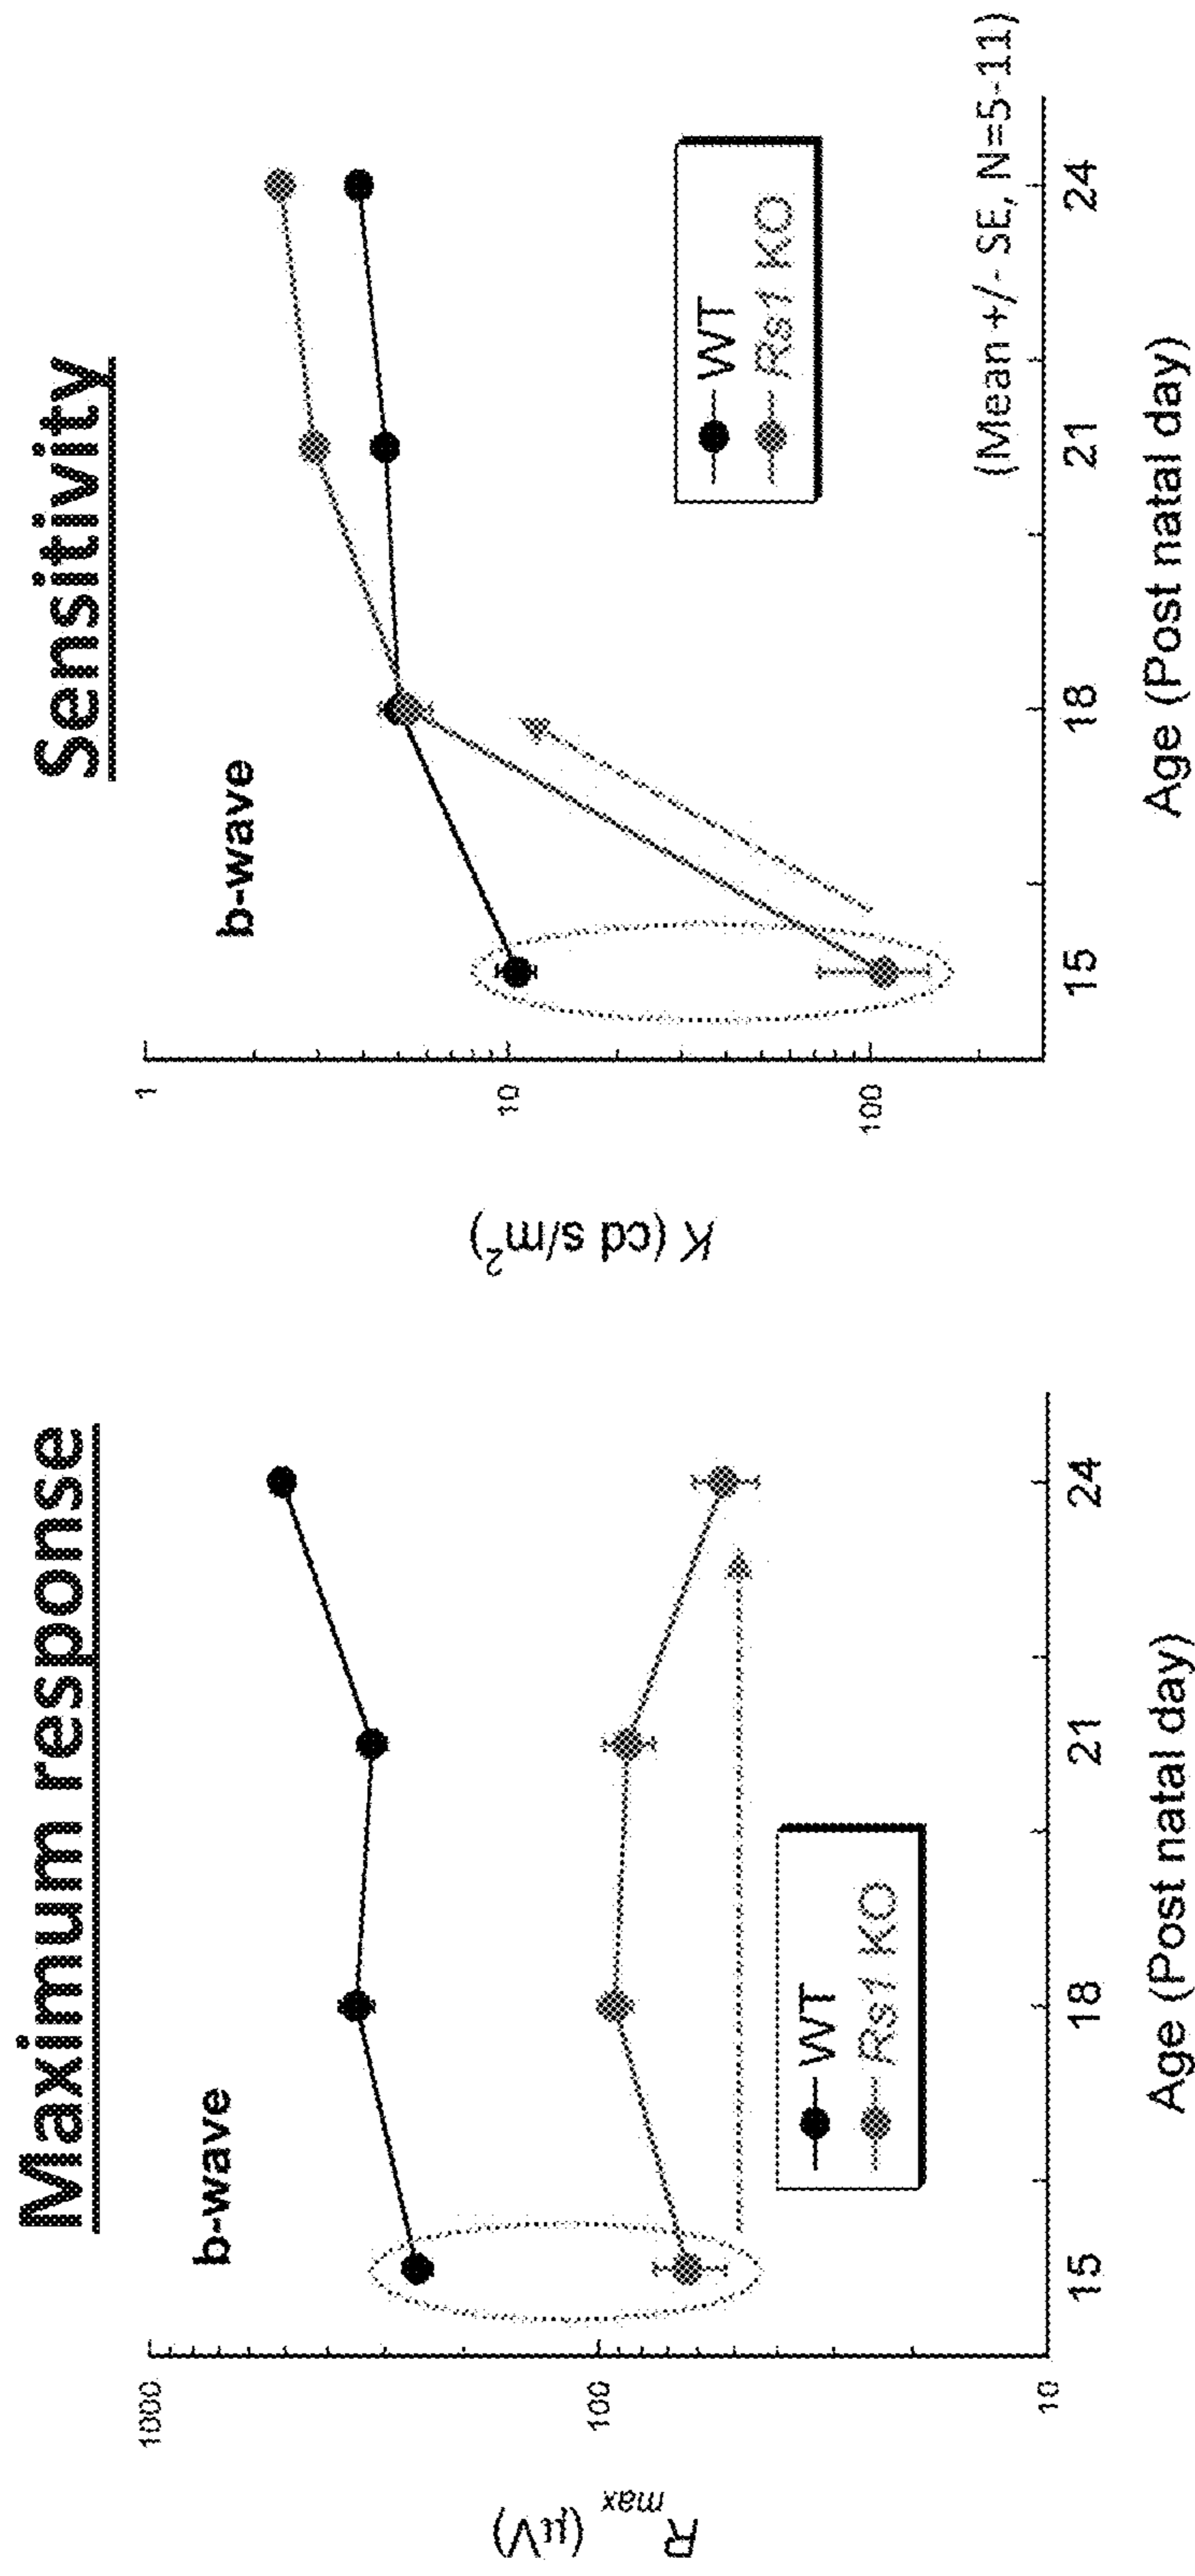 Maximum response
b-wave
1000
100
10
R max (µV)
WT
Rs1 KO
15 18 21 24
Age (Post natal day)
Sensitivity
b-wave
1
10
100
K (cd s/m²)
WT
Rs1 KO
(Mean +/- SE, N=5-11)
15 18 21 24
Age (Post natal day)